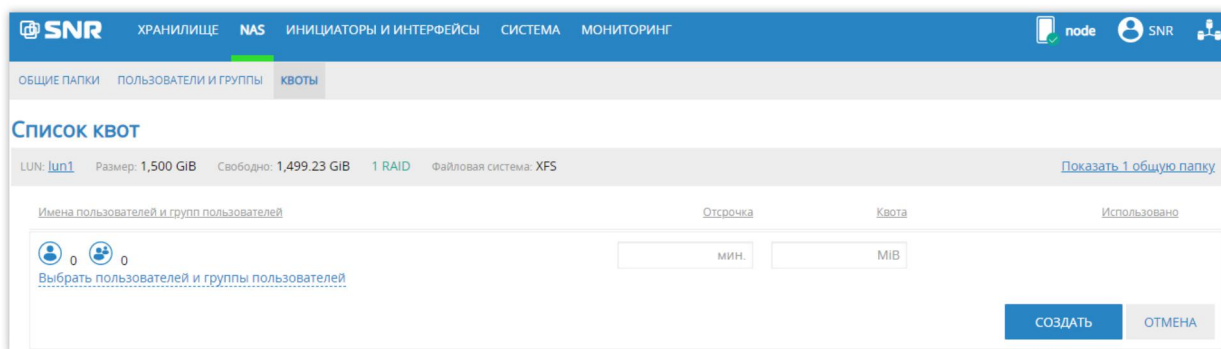 SNR ХРАНИЛИЩЕ NAS ИНИЦИАТОРЫ И ИНТЕРФЕЙСЫ СИСТЕМА МОНИТОРИНГ node SNR
ОБЩИЕ ПАПКИ ПОЛЬЗОВАТЕЛИ И ГРУППЫ КВОТЫ
Список квот
LUN: lun1 Размер: 1,500 GiB Свободно: 1,499.23 GiB 1 RAID Файловая система: XFS Показать 1 общую папку
Имена пользователей и групп пользователей Отсрочка Квота Использовано
0 0 мин. MiB
Выбрать пользователей и группы пользователей
СОЗДАТЬ ОТМЕНА